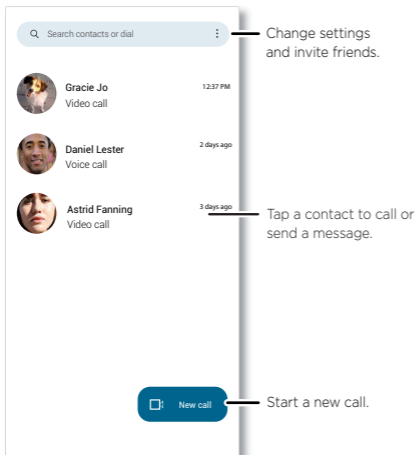 Search contacts or dial
Change settings
and invite friends.
Gracie Jo
12:37 PM
Video call
Daniel Lester
2 days ago
Voice call
Astrid Fanning
3 days ago
Video call
Tap a contact to call or
send a message.
New call
Start a new call.